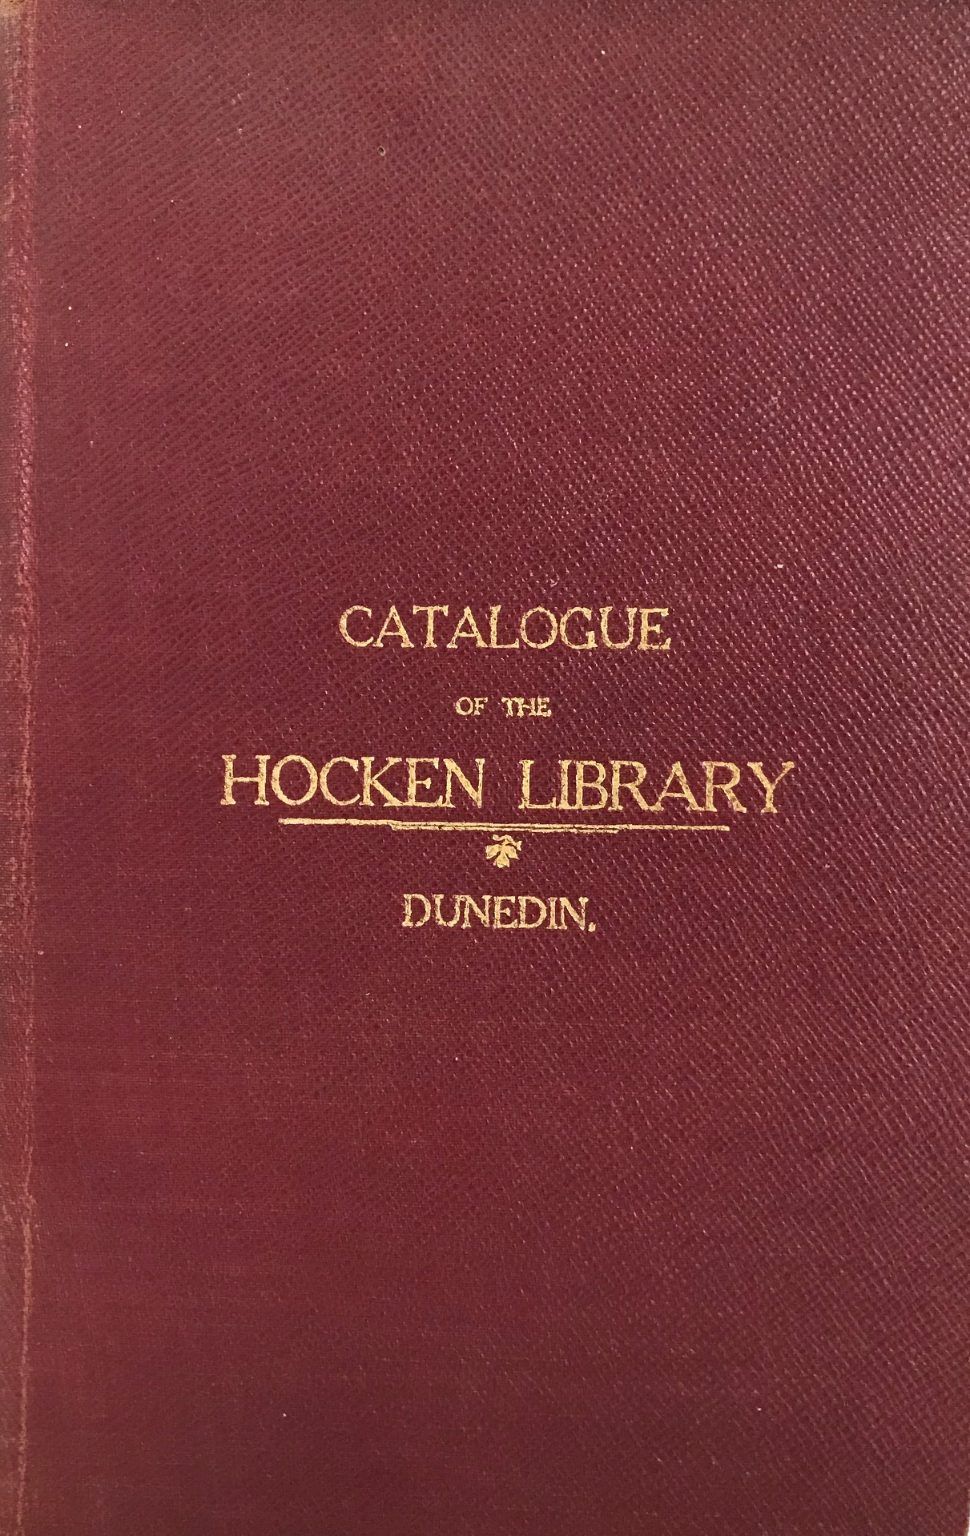 CATALOGUE
OF THE
HOCKEN LIBRARY
DUNEDIN.